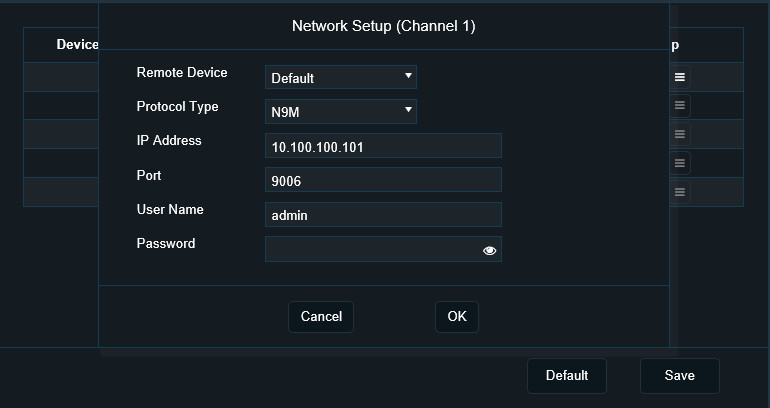 Network Setup (Channel 1)
Device
p
Remote Device Default
Protocol Type N9M
IP Address 10.100.100.101
Port 9006
User Name admin
Password
Cancel OK
Default Save